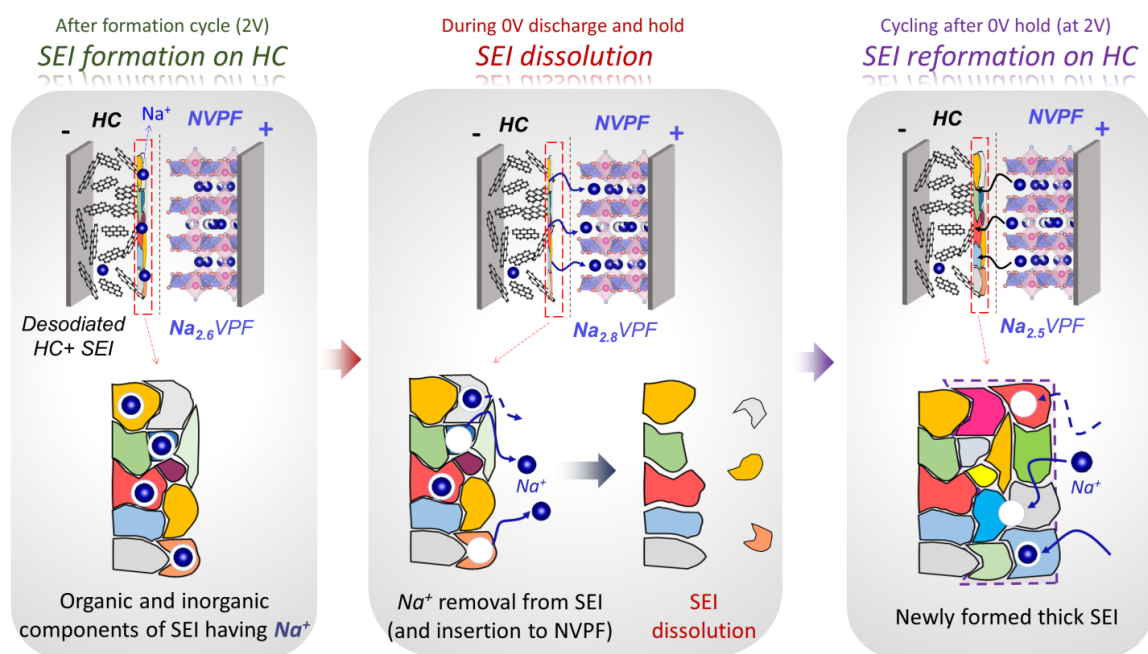 After formation cycle (2V)
SEI formation on HC
During 0V discharge and hold
SEI dissolution
Cycling after 0V hold (at 2V)
SEI reformation on HC
- HC Na⁺ NVPF +
Desodiated
HC+ SEI
Na₂.₆VPF
Organic and inorganic
components of SEI having Na⁺
- HC NVPF +
Na₂.₈VPF
Na⁺
Na⁺ removal from SEI
(and insertion to NVPF)
SEI
dissolution
- HC NVPF +
Na₂.₅VPF
Na⁺
Newly formed thick SEI